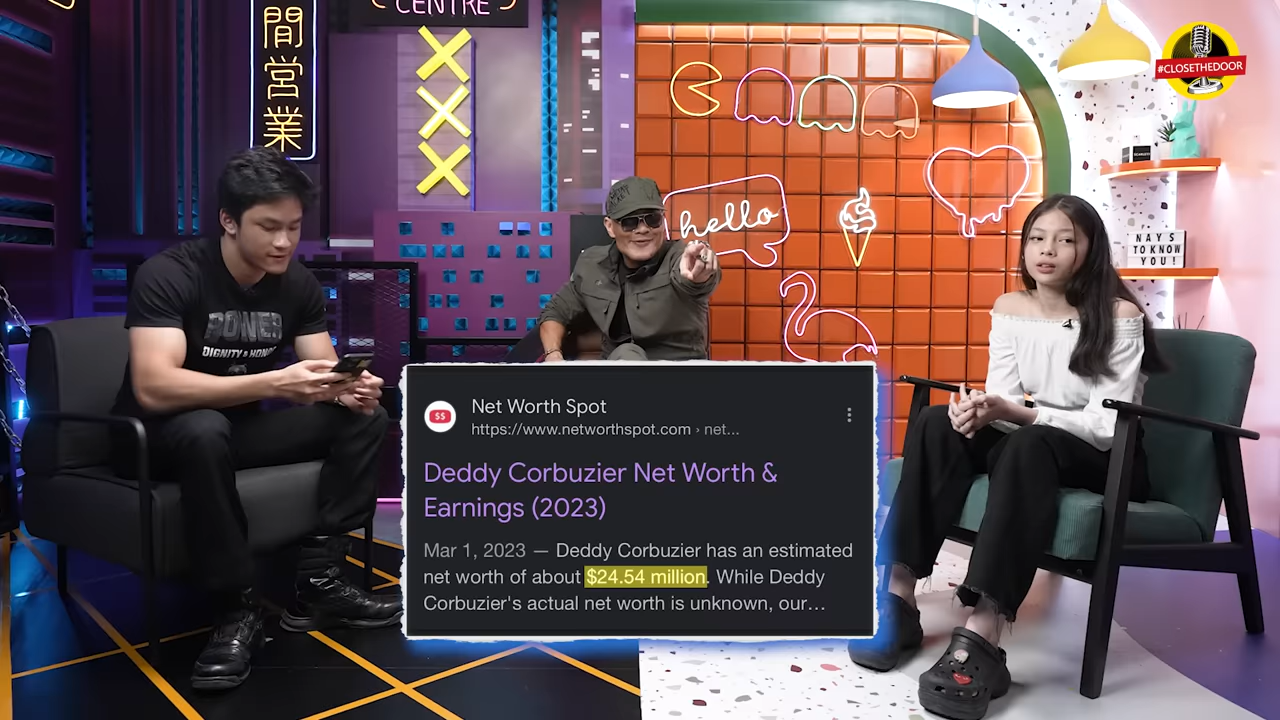 CENTRE
閒
営
業
#CLOSETHEDOOR
hello
NAYS
TO KNOW
YOU!
POWER
DIGNITY & HONOR
$$
Net Worth Spot
https://www.networthspot.com › net...
Deddy Corbuzier Net Worth &
Earnings (2023)
Mar 1, 2023 — Deddy Corbuzier has an estimated
net worth of about $24.54 million. While Deddy
Corbuzier's actual net worth is unknown, our...